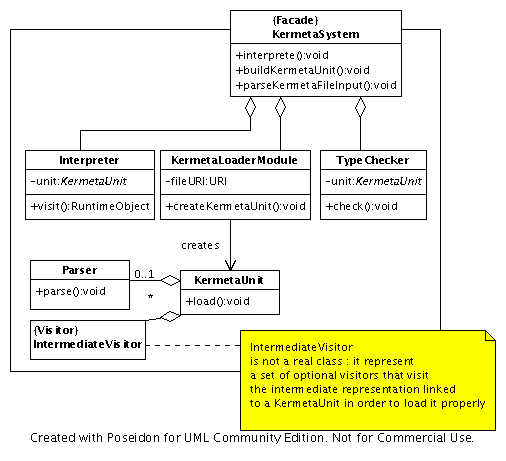 {Facade}
KermetaSystem
+interprete():void
+buildKermetaUnit():void
+parseKermetaFileInput():void
Interpreter
-unit:KermetaUnit
+visit():RuntimeObject
KermetaLoaderModule
-fileURI:URI
+createKermetaUnit():void
TypeChecker
-unit:KermetaUnit
+check():void
creates
Parser
+parse():void
0..1
*
KermetaUnit
+load():void
{Visitor}
IntermediateVisitor
IntermediateVisitor
is not a real class : it represent
a set of optional visitors that visit
the intermediate representation linked
to a KermetaUnit in order to load it properly
Created with Poseidon for UML Community Edition. Not for Commercial Use.